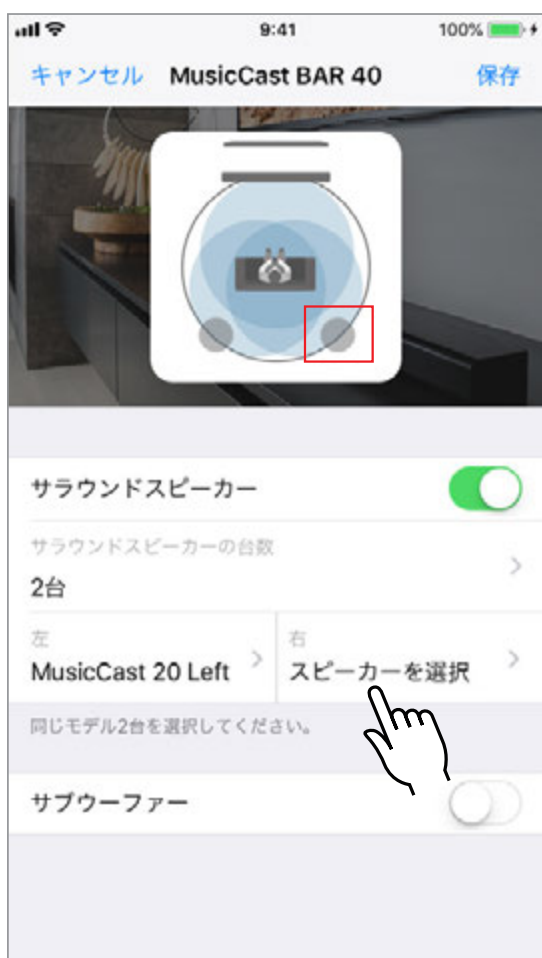 9:41
100%
キャンセル MusicCast BAR 40 保存
サラウンドスピーカー
サラウンドスピーカーの台数
2台
左
MusicCast 20 Left
右
スピーカーを選択
同じモデル2台を選択してください。
サブウーファー